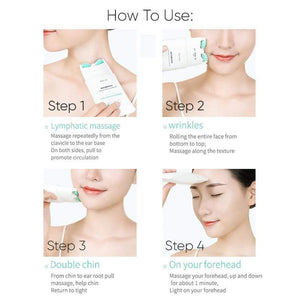 How To Use:
Step 1
Lymphatic massage
Massage repeatedly from the
clavicle to the ear base
On both sides, pull to
promote circulation
Step 2
wrinkles
Rolling the entire face from
bottom to top;
Massage along the texture
Step 3
Double chin
From chin to ear root pull
massage, help chin
Return to tight
Step 4
On your forehead
Massage your forehead, up and down
for about 1 minute,
Light on your forehead